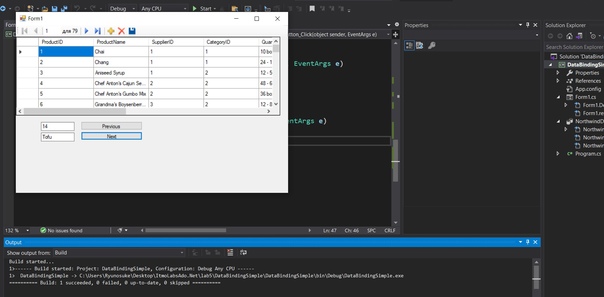 Debug
Any CPU
Start
Form1
1 для 79
ProductID ProductName SupplierID CategoryID
1 Chai 1 1 10 bo
2 Chang 1 1 24 - 1
3 Aniseed Syrup 1 2 12 - 5
4 Chef Anton's Cajun Se... 2 2 48 - 6
5 Chef Anton's Gumbo Mix 2 2 36 bo
6 Grandma's Boysenberr... 3 2 12 - 8
14
Tofu
Previous
Next
utton_Click(object sender, EventArgs e)
EventArgs e)
entArgs e)
132 %
No issues found
Ln: 47 Ch: 46 SPC CRLF
Properties
Solution Explorer
Search Solution Explorer
Solution 'DataBindin
DataBindingSimple
Properties
References
App.config
Form1.cs
Form1.De
Form1.re
NorthwindD
Northwin
Northwin
Northwin
Program.cs
Output
Show output from: Build
Build started...
1>------ Build started: Project: DataBindingSimple, Configuration: Debug Any CPU ------
1> DataBindingSimple -> C:\Users\Ryunosuke\Desktop\ItmoLabsAdo.Net\lab5\DataBindingSimple\DataBindingSimple\bin\Debug\DataBindingSimple.exe
========== Build: 1 succeeded, 0 failed, 0 up-to-date, 0 skipped ==========